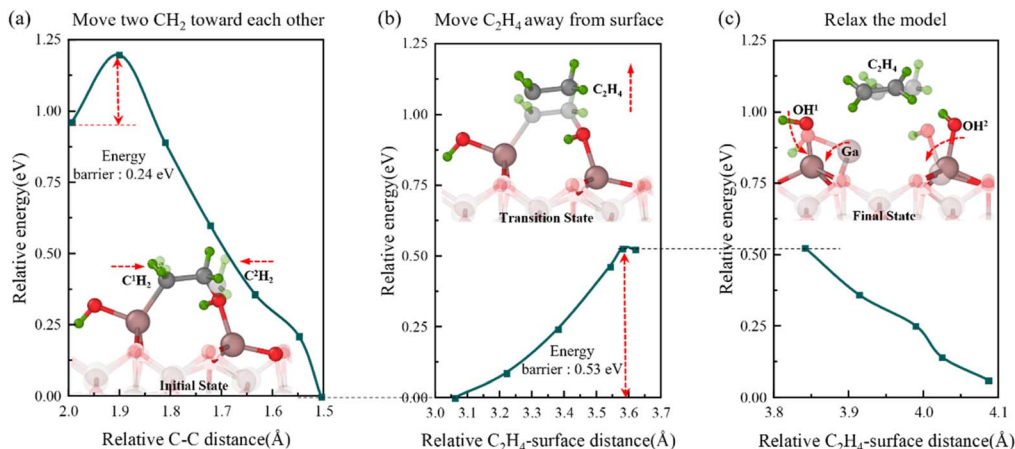 (a) Move two CH₂ toward each other
Relative energy(eV)
1.25
1.00
0.75
0.50
0.25
0.00
Energy
barrier : 0.24 eV
C¹H₂
C²H₂
Initial State
2.0 1.9 1.8 1.7 1.6 1.5
Relative C-C distance(Å)
(b) Move C₂H₄ away from surface
Relative energy(eV)
1.25
1.00
0.75
0.50
0.25
0.00
C₂H₄
Transition State
Energy
barrier : 0.53 eV
3.0 3.1 3.2 3.3 3.4 3.5 3.6 3.7
Relative C₂H₄-surface distance(Å)
(c) Relax the model
Relative energy(eV)
1.25
1.00
0.75
0.50
0.25
0.00
C₂H₄
OH¹
OH²
Ga
Final State
3.8 3.9 4.0 4.1
Relative C₂H₄-surface distance(Å)